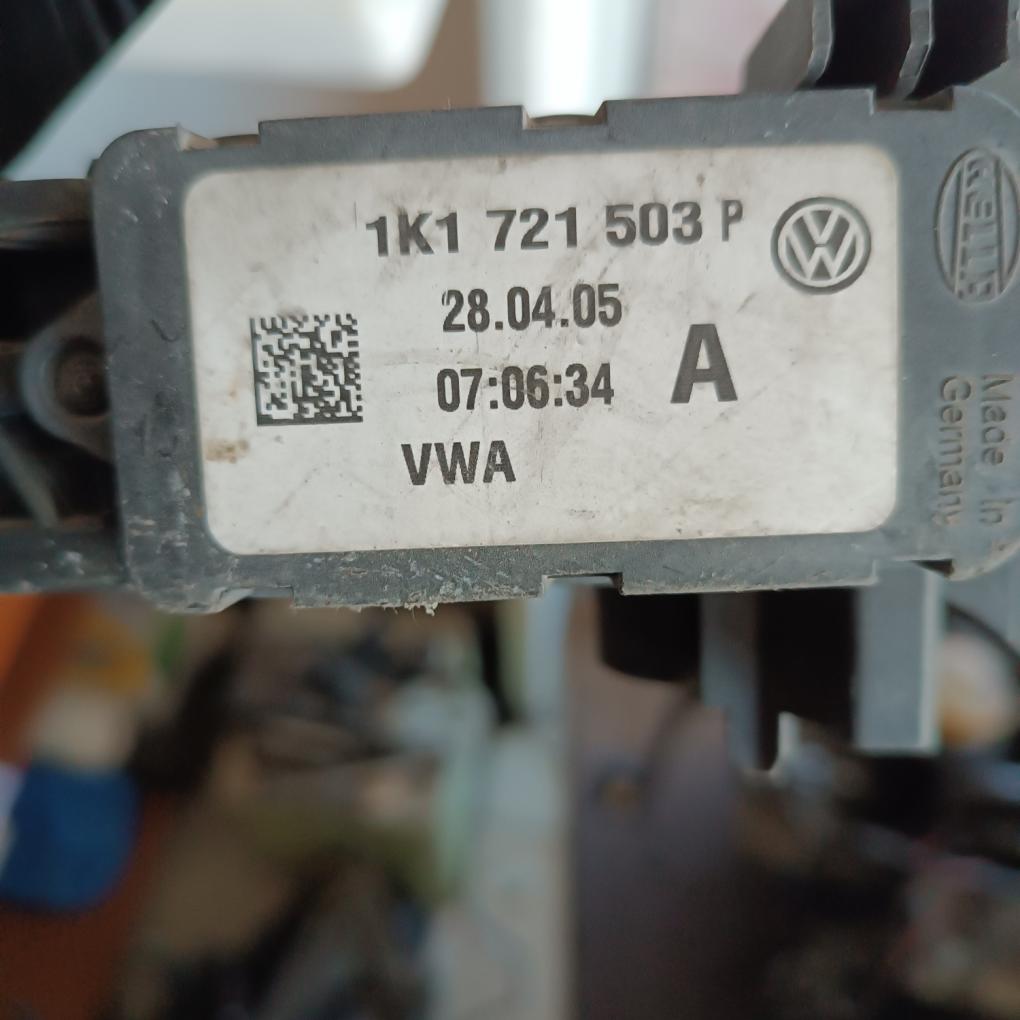 1K1 721 503 P
28.04.05
07:06:34
A
VWA
HELLA
Made In
Germany